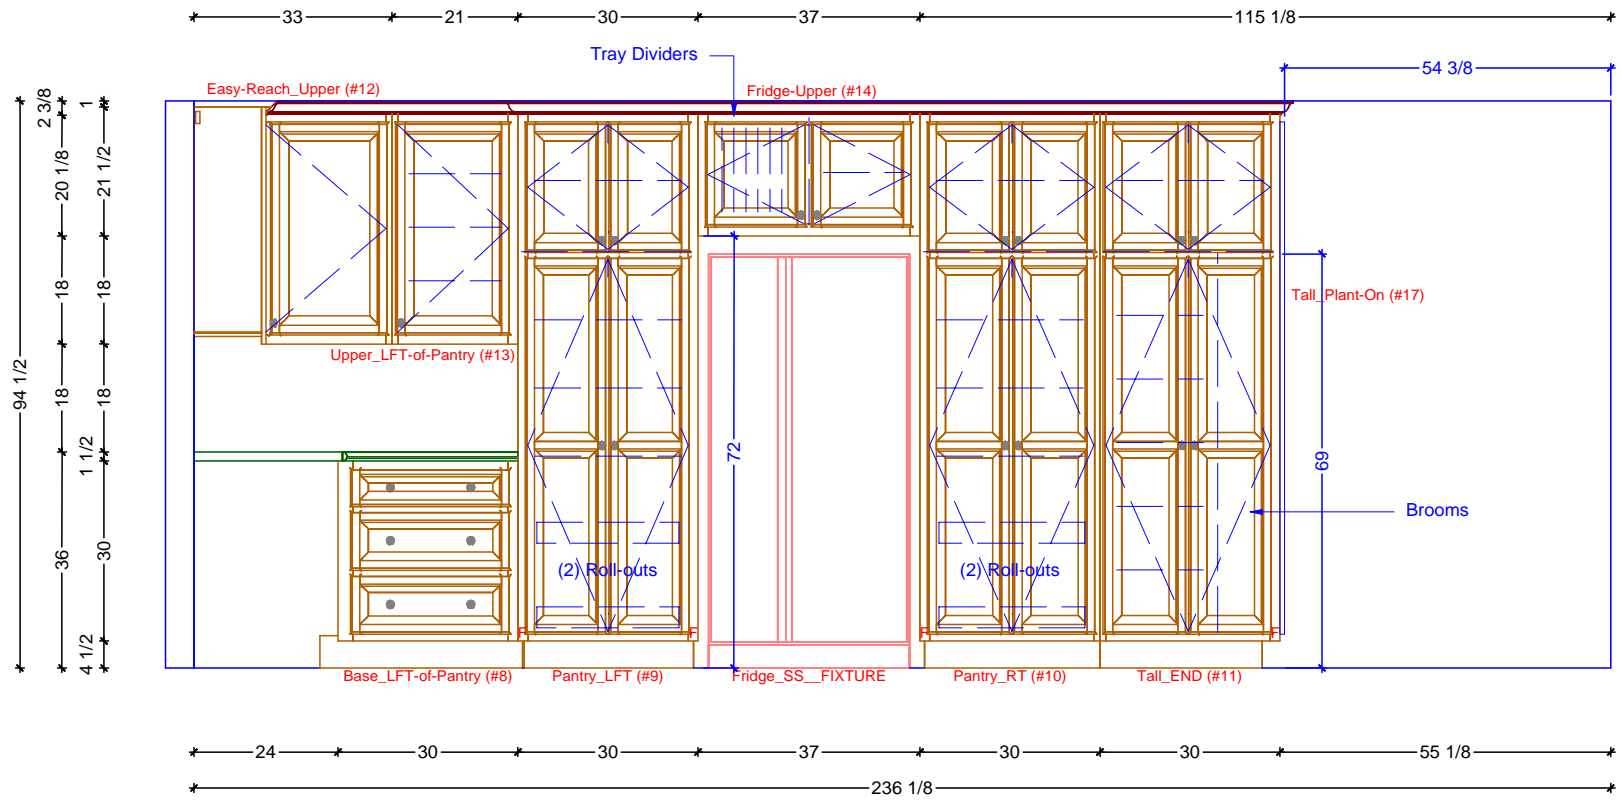 33
21
30
37
115 1/8
Tray Dividers
54 3/8
Easy-Reach_Upper (#12)
Fridge-Upper (#14)
2 3/8
1
20 1/8
21 1/2
18
18
Tall_Plant-On (#17)
Upper_LFT-of-Pantry (#13)
94 1/2
18
18
72
69
1 1/2
Brooms
36
30
(2) Roll-outs
(2) Roll-outs
F
F
F
F
4 1/2
Base_LFT-of-Pantry (#8)
Pantry_LFT (#9)
Fridge_SS__FIXTURE
Pantry_RT (#10)
Tall_END (#11)
24
30
30
37
30
30
55 1/8
236 1/8